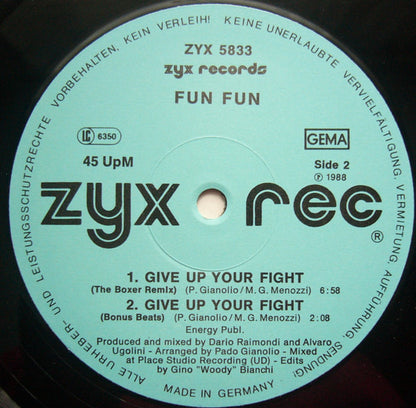 ALLE URHEBER- UND LEISTUNGSSCHUTZRECHTE VORBEHALTEN. KEIN VERLEIH! KEINE UNERLAUBTE VERVIELFÄLTIGUNG, VERMIETUNG, AUFFÜHRUNG, SENDUNG!
ZYX 5833
zyx records
FUN FUN
LC 6350
GEMA
45 UpM
Side 2
Ⓟ 1988
zyx rec
®
1. GIVE UP YOUR FIGHT
(The Boxer Remix) (P. Gianolio/M. G. Menozzi) 6:58
2. GIVE UP YOUR FIGHT
(Bonus Beats) (P. Gianolio/M. G. Menozzi) 2:08
Energy Publ.
Produced and mixed by Dario Raimondi and Alvaro
Ugolini - Arranged by Pado Gianolio - Mixed
at Place Studio Recording (UD) - Edits
by Gino "Woody" Bianchi
MADE IN GERMANY